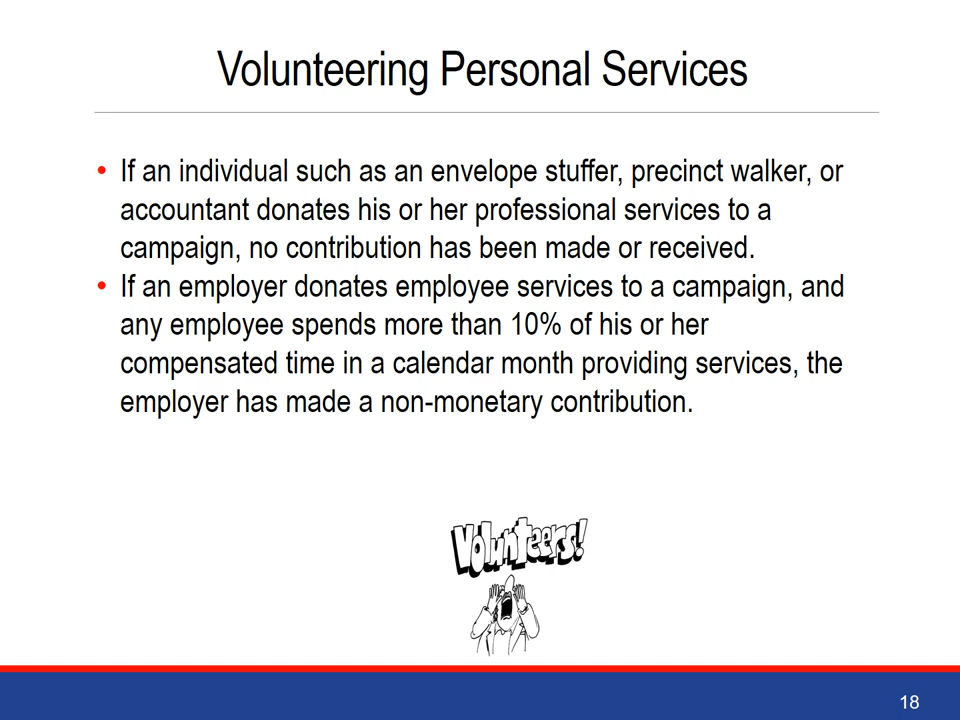 Volunteering Personal Services
• If an individual such as an envelope stuffer, precinct walker, or
accountant donates his or her professional services to a
campaign, no contribution has been made or received.
• If an employer donates employee services to a campaign, and
any employee spends more than 10% of his or her
compensated time in a calendar month providing services, the
employer has made a non-monetary contribution.
Volunteers!
18